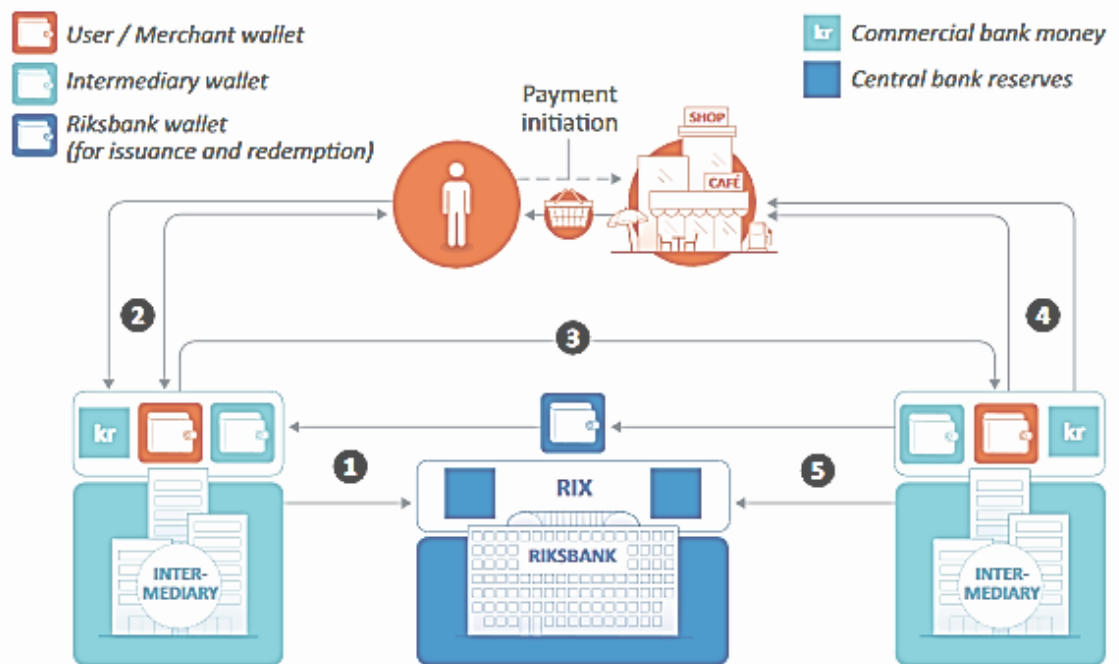 User / Merchant wallet
Intermediary wallet
Riksbank wallet
(for issuance and redemption)
kr Commercial bank money
Central bank reserves
Payment
initiation
SHOP
CAFÉ
2
4
3
kr
kr
1
5
RIX
RIKSBANK
INTER-
MEDIARY
INTER-
MEDIARY